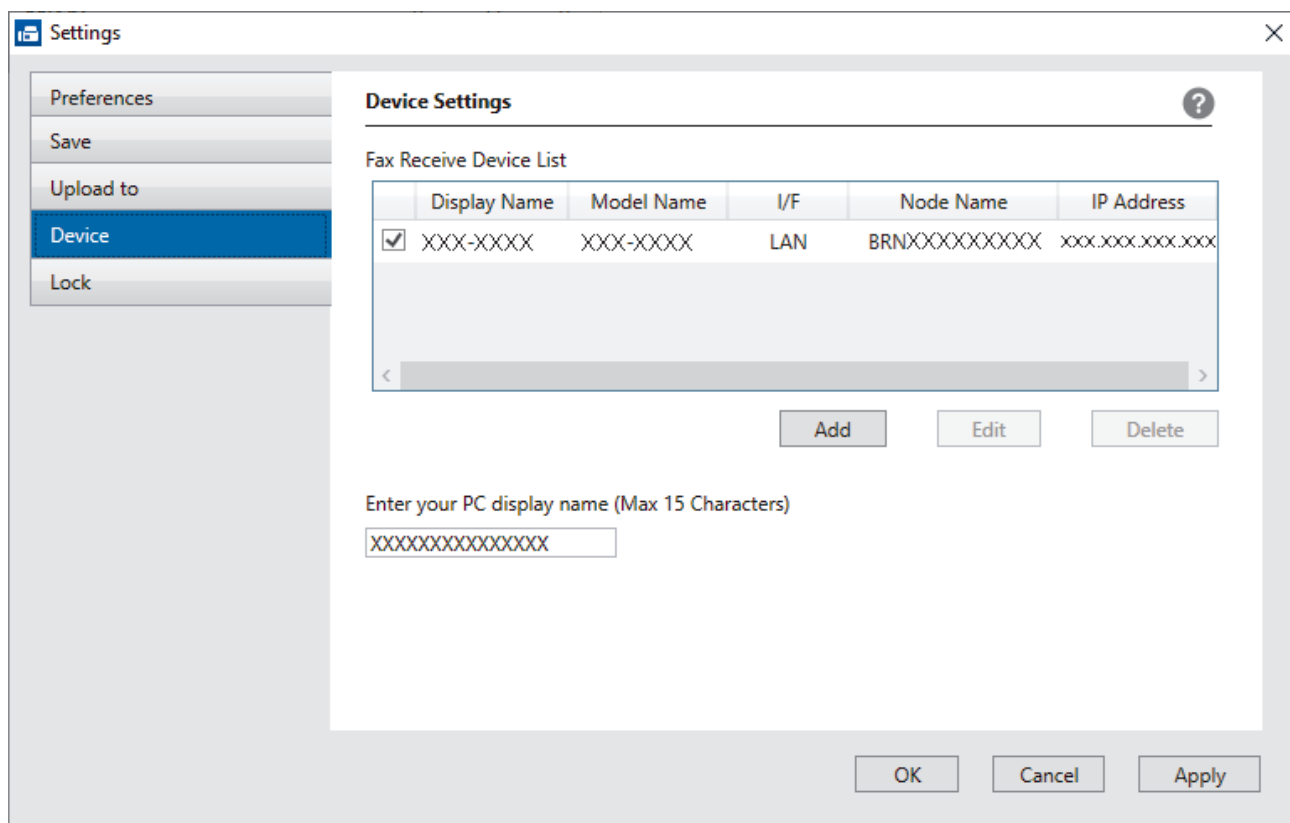 Settings
Preferences
Save
Upload to
Device
Lock
Device Settings
?
Fax Receive Device List
Display Name Model Name I/F Node Name IP Address
XXX-XXXX XXX-XXXX LAN BRNXXXXXXXXX XXX.XXX.XXX.XXX
Add Edit Delete
Enter your PC display name (Max 15 Characters)
XXXXXXXXXXXXXXX
OK Cancel Apply